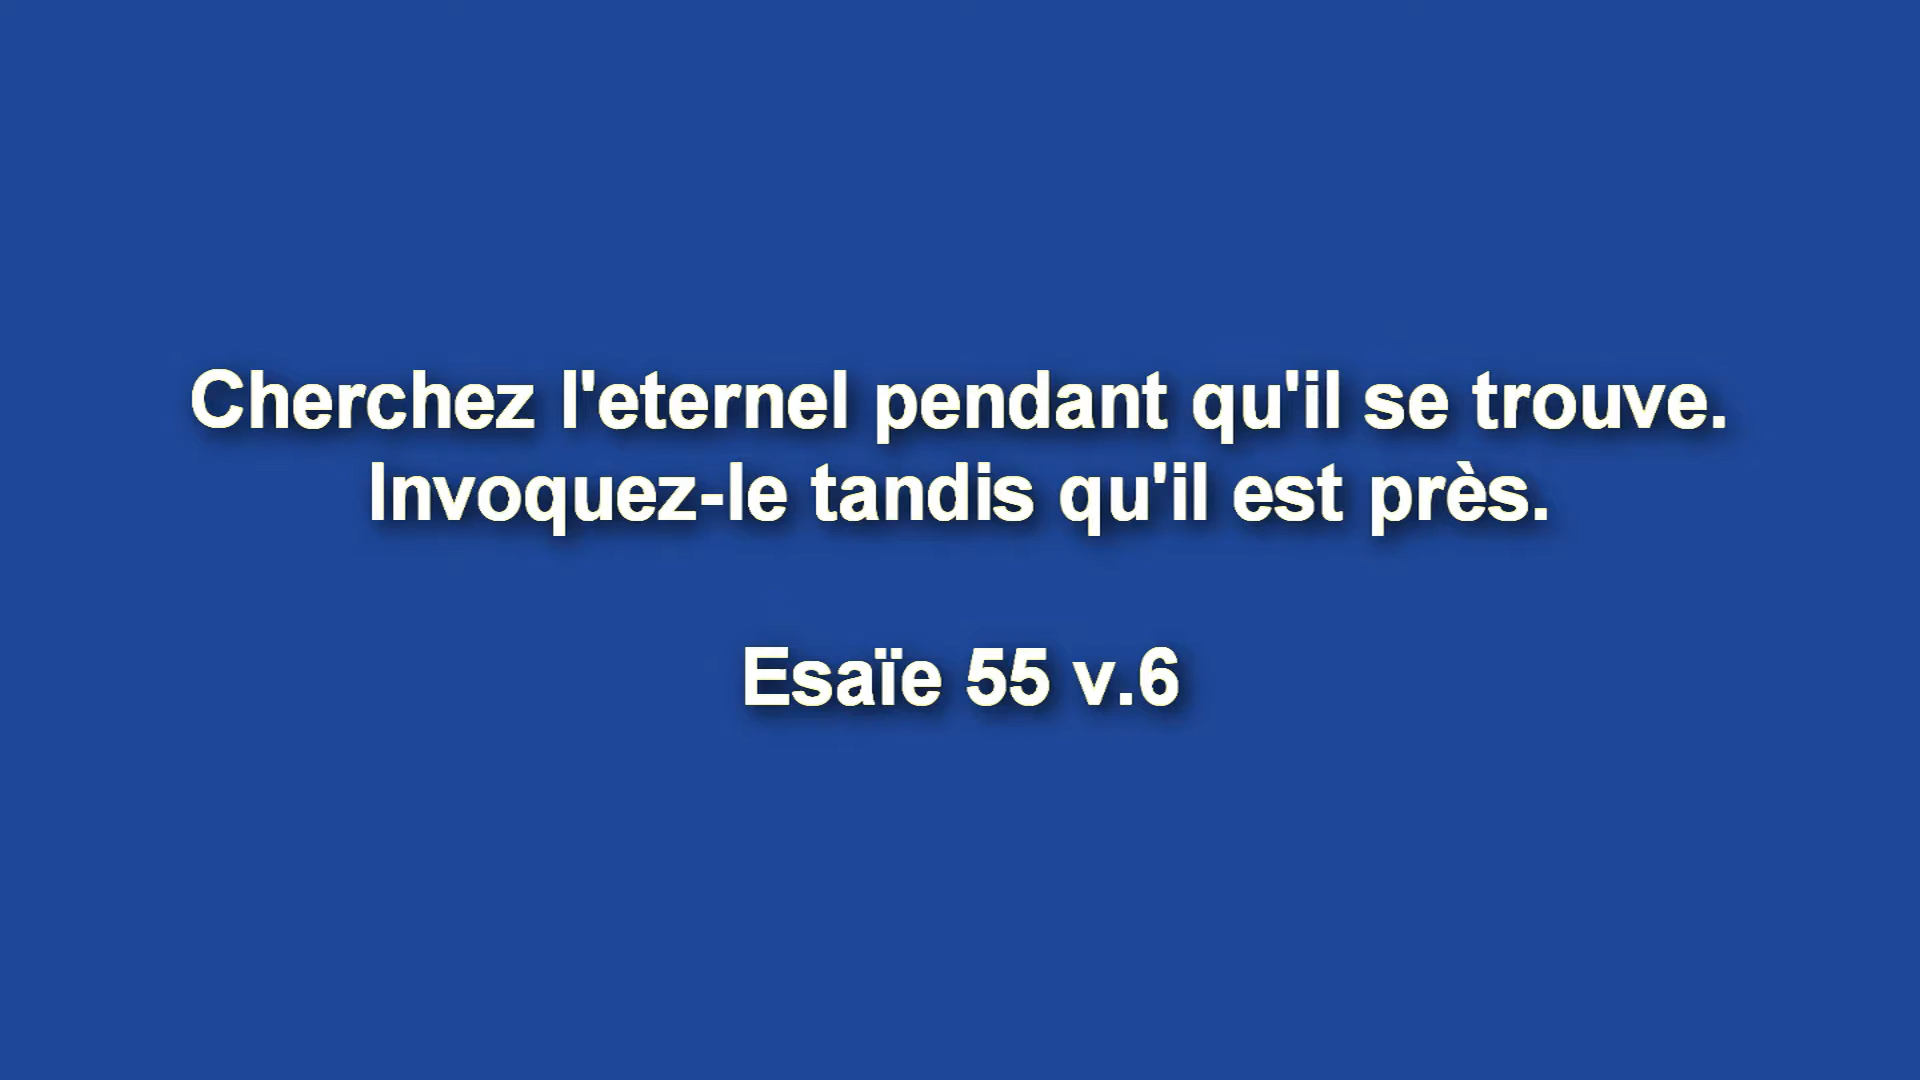 Cherchez l'eternel pendant qu'il se trouve.
Invoquez-le tandis qu'il est près.
Esaïe 55 v.6